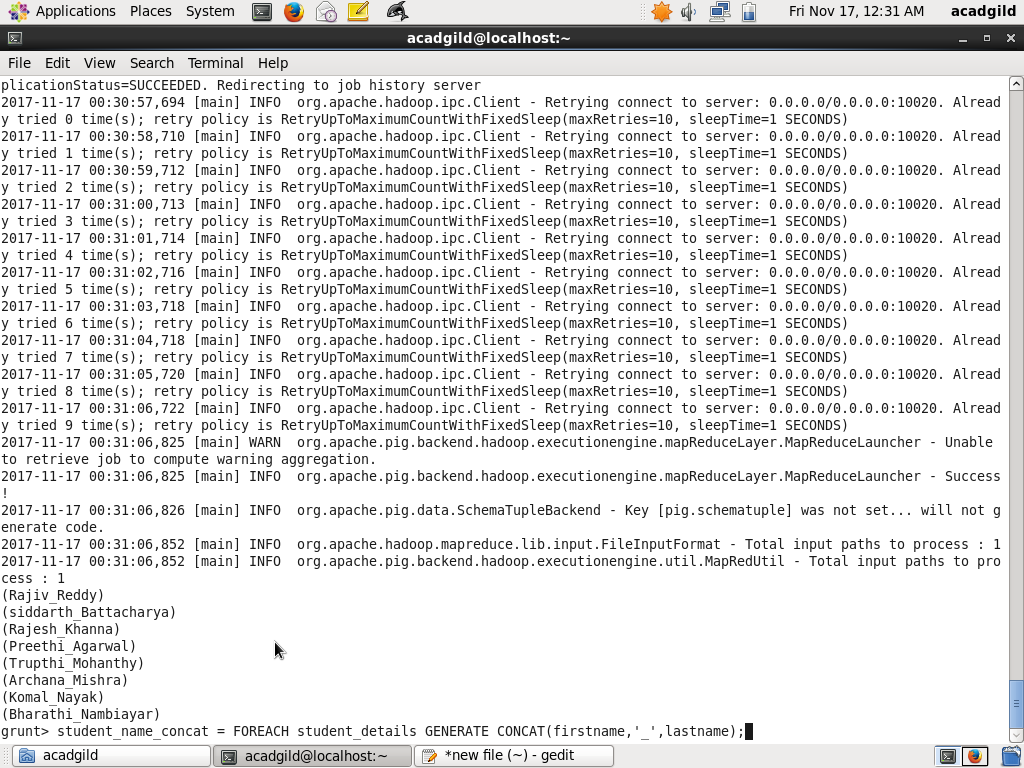 Applications Places System Fri Nov 17, 12:31 AM acadgild
acadgild@localhost:~
File Edit View Search Terminal Help
plicationStatus=SUCCEEDED. Redirecting to job history server
2017-11-17 00:30:57,694 [main] INFO  org.apache.hadoop.ipc.Client - Retrying connect to server: 0.0.0.0/0.0.0.0:10020. Alread
y tried 0 time(s); retry policy is RetryUpToMaximumCountWithFixedSleep(maxRetries=10, sleepTime=1 SECONDS)
2017-11-17 00:30:58,710 [main] INFO  org.apache.hadoop.ipc.Client - Retrying connect to server: 0.0.0.0/0.0.0.0:10020. Alread
y tried 1 time(s); retry policy is RetryUpToMaximumCountWithFixedSleep(maxRetries=10, sleepTime=1 SECONDS)
2017-11-17 00:30:59,712 [main] INFO  org.apache.hadoop.ipc.Client - Retrying connect to server: 0.0.0.0/0.0.0.0:10020. Alread
y tried 2 time(s); retry policy is RetryUpToMaximumCountWithFixedSleep(maxRetries=10, sleepTime=1 SECONDS)
2017-11-17 00:31:00,713 [main] INFO  org.apache.hadoop.ipc.Client - Retrying connect to server: 0.0.0.0/0.0.0.0:10020. Alread
y tried 3 time(s); retry policy is RetryUpToMaximumCountWithFixedSleep(maxRetries=10, sleepTime=1 SECONDS)
2017-11-17 00:31:01,714 [main] INFO  org.apache.hadoop.ipc.Client - Retrying connect to server: 0.0.0.0/0.0.0.0:10020. Alread
y tried 4 time(s); retry policy is RetryUpToMaximumCountWithFixedSleep(maxRetries=10, sleepTime=1 SECONDS)
2017-11-17 00:31:02,716 [main] INFO  org.apache.hadoop.ipc.Client - Retrying connect to server: 0.0.0.0/0.0.0.0:10020. Alread
y tried 5 time(s); retry policy is RetryUpToMaximumCountWithFixedSleep(maxRetries=10, sleepTime=1 SECONDS)
2017-11-17 00:31:03,718 [main] INFO  org.apache.hadoop.ipc.Client - Retrying connect to server: 0.0.0.0/0.0.0.0:10020. Alread
y tried 6 time(s); retry policy is RetryUpToMaximumCountWithFixedSleep(maxRetries=10, sleepTime=1 SECONDS)
2017-11-17 00:31:04,718 [main] INFO  org.apache.hadoop.ipc.Client - Retrying connect to server: 0.0.0.0/0.0.0.0:10020. Alread
y tried 7 time(s); retry policy is RetryUpToMaximumCountWithFixedSleep(maxRetries=10, sleepTime=1 SECONDS)
2017-11-17 00:31:05,720 [main] INFO  org.apache.hadoop.ipc.Client - Retrying connect to server: 0.0.0.0/0.0.0.0:10020. Alread
y tried 8 time(s); retry policy is RetryUpToMaximumCountWithFixedSleep(maxRetries=10, sleepTime=1 SECONDS)
2017-11-17 00:31:06,722 [main] INFO  org.apache.hadoop.ipc.Client - Retrying connect to server: 0.0.0.0/0.0.0.0:10020. Alread
y tried 9 time(s); retry policy is RetryUpToMaximumCountWithFixedSleep(maxRetries=10, sleepTime=1 SECONDS)
2017-11-17 00:31:06,825 [main] WARN  org.apache.pig.backend.hadoop.executionengine.mapReduceLayer.MapReduceLauncher - Unable
to retrieve job to compute warning aggregation.
2017-11-17 00:31:06,825 [main] INFO  org.apache.pig.backend.hadoop.executionengine.mapReduceLayer.MapReduceLauncher - Success
!
2017-11-17 00:31:06,826 [main] INFO  org.apache.pig.data.SchemaTupleBackend - Key [pig.schematuple] was not set... will not g
enerate code.
2017-11-17 00:31:06,852 [main] INFO  org.apache.hadoop.mapreduce.lib.input.FileInputFormat - Total input paths to process : 1
2017-11-17 00:31:06,852 [main] INFO  org.apache.pig.backend.hadoop.executionengine.util.MapRedUtil - Total input paths to pro
cess : 1
(Rajiv_Reddy)
(siddarth_Battacharya)
(Rajesh_Khanna)
(Preethi_Agarwal)
(Trupthi_Mohanthy)
(Archana_Mishra)
(Komal_Nayak)
(Bharathi_Nambiayar)
grunt> student_name_concat = FOREACH student_details GENERATE CONCAT(firstname,'_',lastname);
acadgild acadgild@localhost:~ *new file (~) - gedit